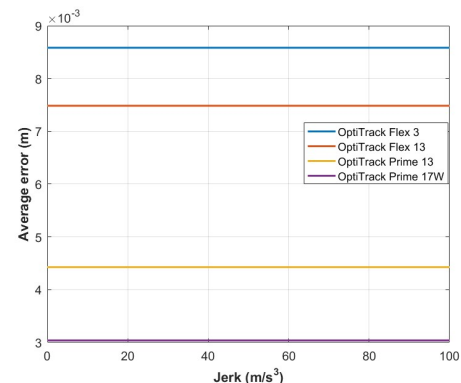 ×10⁻³
9
8
7
6
5
4
3
0 20 40 60 80 100
Average error (m)
Jerk (m/s³)
OptiTrack Flex 3
OptiTrack Flex 13
OptiTrack Prime 13
OptiTrack Prime 17W